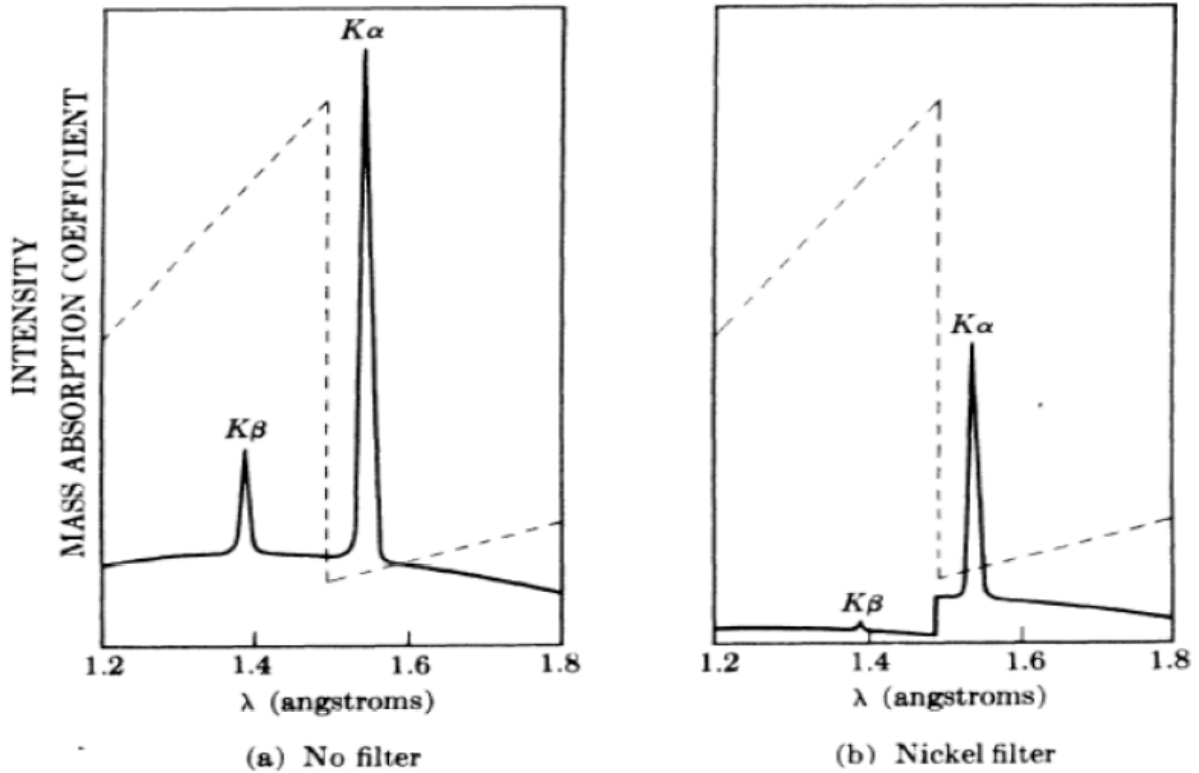 INTENSITY
MASS ABSORPTION COEFFICIENT
Kα
Kβ
1.2 1.4 1.6 1.8
λ (angstroms)
(a) No filter
Kα
Kβ
1.2 1.4 1.6 1.8
λ (angstroms)
(b) Nickel filter